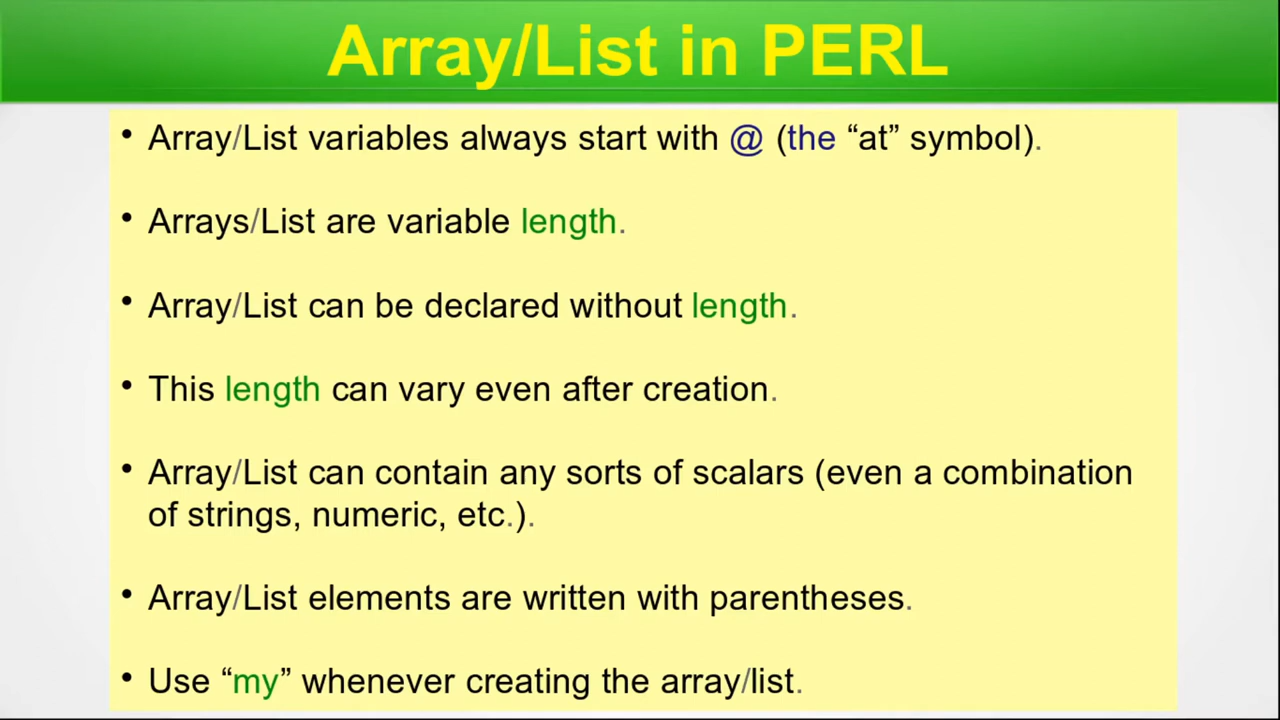 Array/List in PERL
• Array/List variables always start with @ (the “at” symbol).
• Arrays/List are variable length.
• Array/List can be declared without length.
• This length can vary even after creation.
• Array/List can contain any sorts of scalars (even a combination
of strings, numeric, etc.).
• Array/List elements are written with parentheses.
• Use “my” whenever creating the array/list.